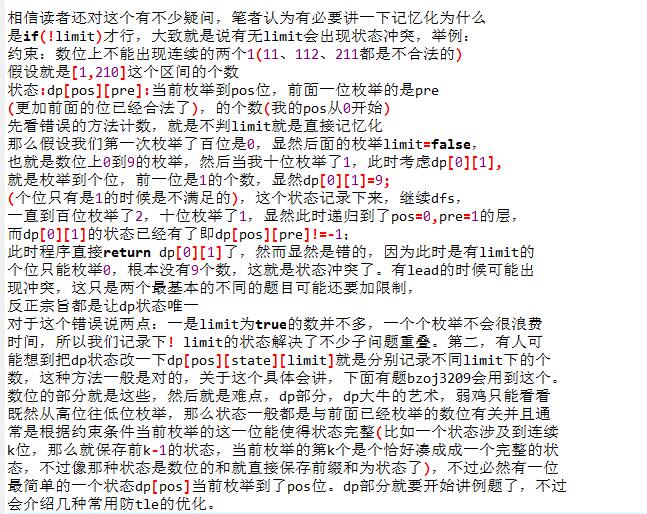 相信读者还对这个有不少疑问，笔者认为有必要讲一下记忆化为什么
是if(!limit)才行，大致就是说有无limit会出现状态冲突，举例：
约束：数位上不能出现连续的两个1(11、112、211都是不合法的)
假设就是[1,210]这个区间的个数
状态:dp[pos][pre]:当前枚举到pos位，前面一位枚举的是pre
(更加前面的位已经合法了)，的个数(我的pos从0开始)
先看错误的方法计数，就是不判limit就是直接记忆化
那么假设我们第一次枚举了百位是0，显然后面的枚举limit=false，
也就是数位上0到9的枚举，然后当我十位枚举了1，此时考虑dp[0][1]，
就是枚举到个位，前一位是1的个数，显然dp[0][1]=9;
(个位只有是1的时候是不满足的)，这个状态记录下来，继续dfs，
一直到百位枚举了2，十位枚举了1，显然此时递归到了pos=0,pre=1的层，
而dp[0][1]的状态已经有了即dp[pos][pre]!=-1;
此时程序直接return dp[0][1]了，然而显然是错的，因为此时是有limit的
个位只能枚举0，根本没有9个数，这就是状态冲突了。有lead的时候可能出
现冲突，这只是两个最基本的不同的题目可能还要加限制，
反正宗旨都是让dp状态唯一
对于这个错误说两点：一是limit为true的数并不多，一个个枚举不会很浪费
时间，所以我们记录下! limit的状态解决了不少子问题重叠。第二，有人可
能想到把dp状态改一下dp[pos][state][limit]就是分别记录不同limit下的个
数，这种方法一般是对的，关于这个具体会讲，下面有题bzoj3209会用到这个。
数位的部分就是这些，然后就是难点，dp部分，dp大牛的艺术，弱鸡只能看看
既然从高位往低位枚举，那么状态一般都是与前面已经枚举的数位有关并且通
常是根据约束条件当前枚举的这一位能使得状态完整(比如一个状态涉及到连续
k位，那么就保存前k-1的状态，当前枚举的第k个是个恰好凑成成一个完整的状
态，不过像那种状态是数位的和就直接保存前缀和为状态了)，不过必然有一位
最简单的一个状态dp[pos]当前枚举到了pos位。dp部分就要开始讲例题了，不过
会介绍几种常用防tle的优化。